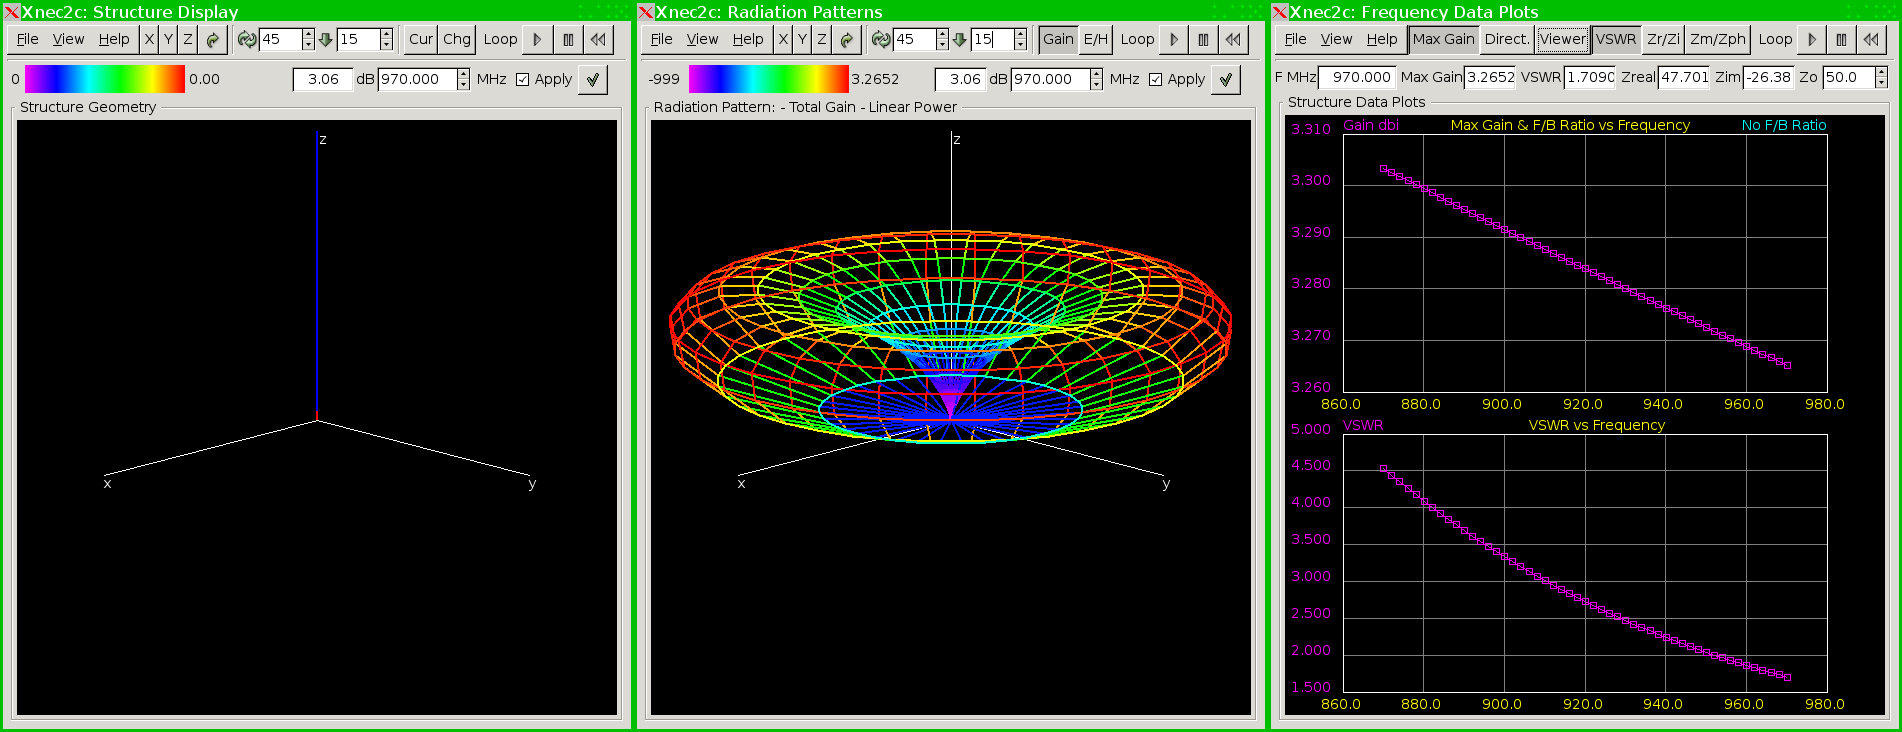 Xnec2c: Structure Display
File View Help X Y Z 45 15 Cur Chg Loop
0 0.00 3.06 dB 970.000 MHz Apply
Structure Geometry
z
x
y
Xnec2c: Radiation Patterns
File View Help X Y Z 45 15 Gain E/H Loop
-999 3.2652 3.06 dB 970.000 MHz Apply
Radiation Pattern: - Total Gain - Linear Power
z
x
y
Xnec2c: Frequency Data Plots
File View Help Max Gain Direct. Viewer VSWR Zr/Zi Zm/Zph Loop
F MHz 970.000 Max Gain 3.2652 VSWR 1.7090 Zreal 47.701 Zim -26.38 Zo 50.0
Structure Data Plots
3.310 Gain dbi Max Gain & F/B Ratio vs Frequency No F/B Ratio
3.300
3.290
3.280
3.270
3.260
860.0 880.0 900.0 920.0 940.0 960.0 980.0
5.000 VSWR VSWR vs Frequency
4.500
4.000
3.500
3.000
2.500
2.000
1.500
860.0 880.0 900.0 920.0 940.0 960.0 980.0